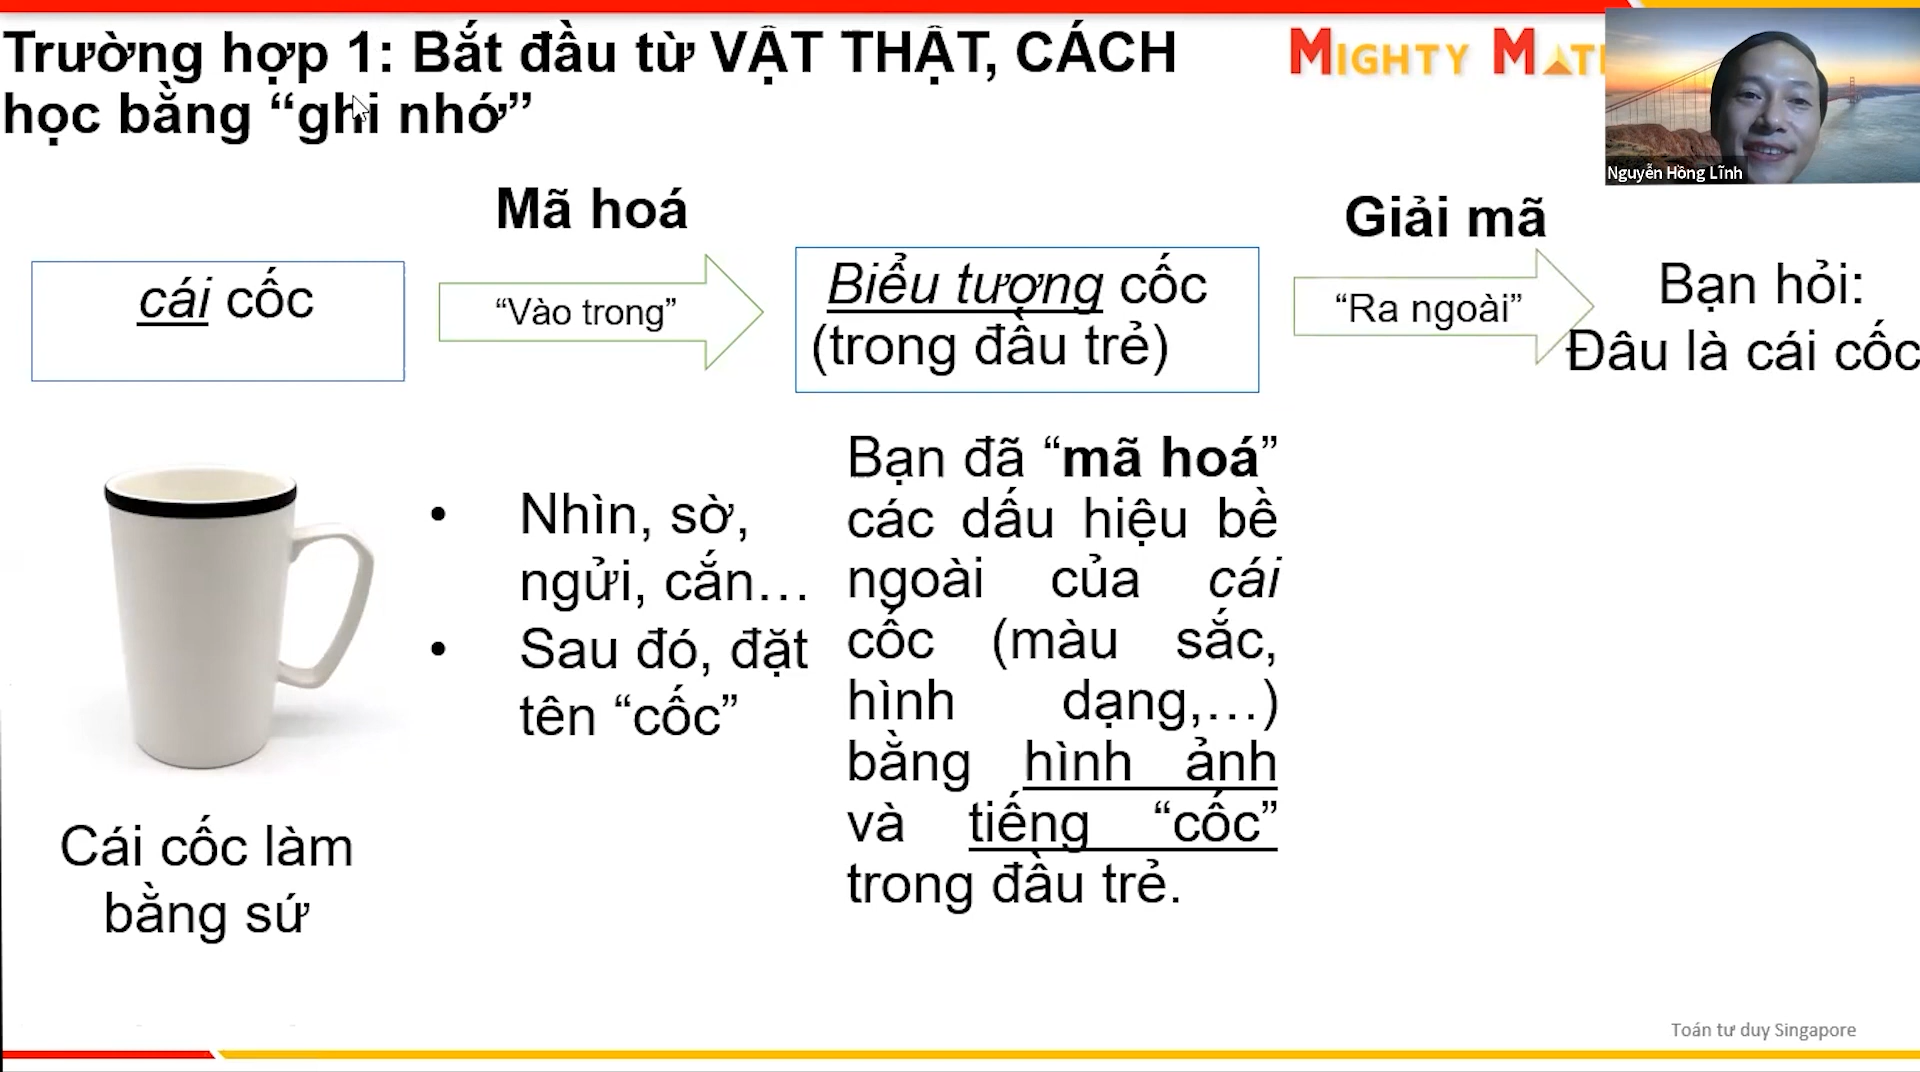 Trường hợp 1: Bắt đầu từ VẬT THẬT, CÁCH
học bằng “ghi nhớ”
MIGHTY
Nguyễn Hồng Lĩnh
Mã hoá
Giải mã
cái cốc
“Vào trong”
Biểu tượng cốc
(trong đầu trẻ)
“Ra ngoài”
Bạn hỏi:
Đâu là cái cốc
• Nhìn, sờ,
ngửi, cắn…
• Sau đó, đặt
tên “cốc”
Bạn đã “mã hoá”
các dấu hiệu bề
ngoài của cái
cốc (màu sắc,
hình dạng,…)
bằng hình ảnh
và tiếng “cốc”
trong đầu trẻ.
Cái cốc làm
bằng sứ
Toán tư duy Singapore